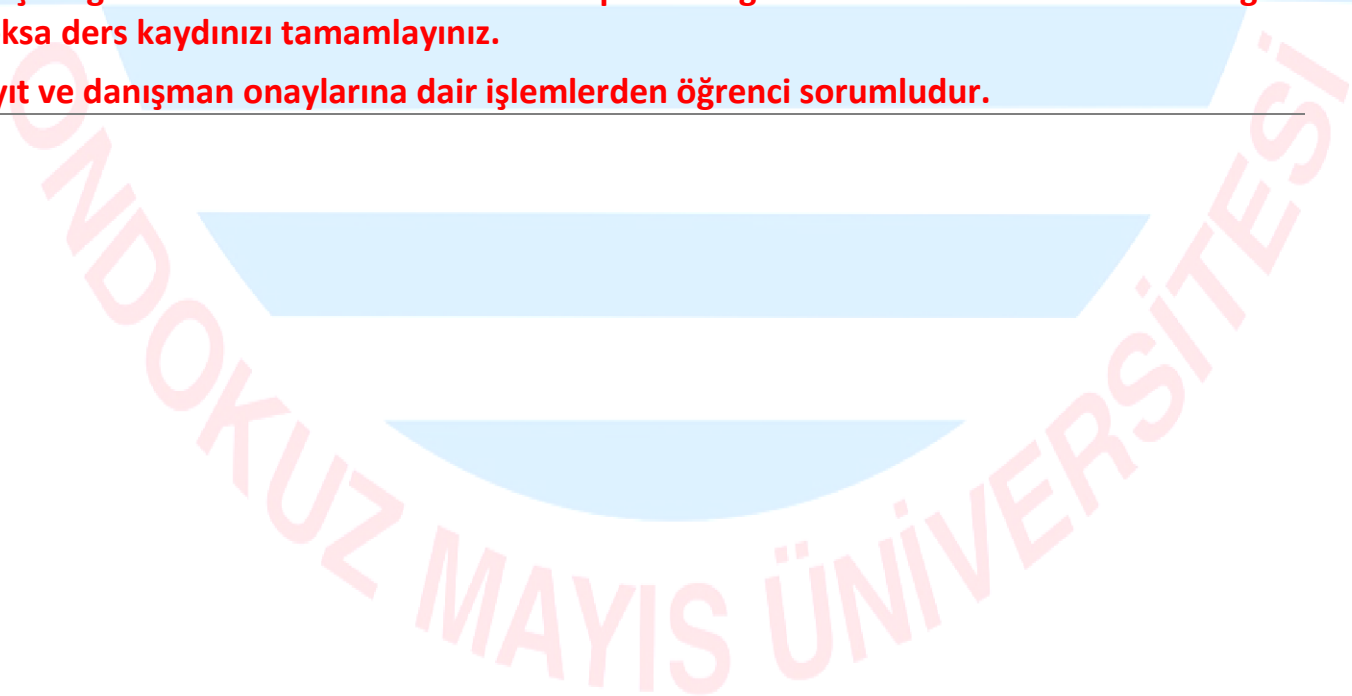 ksa ders kaydınızı tamamlayınız.
yıt ve danışman onaylarına dair işlemlerden öğrenci sorumludur.
ONDOKUZ MAYIS ÜNİVERSİTESİ